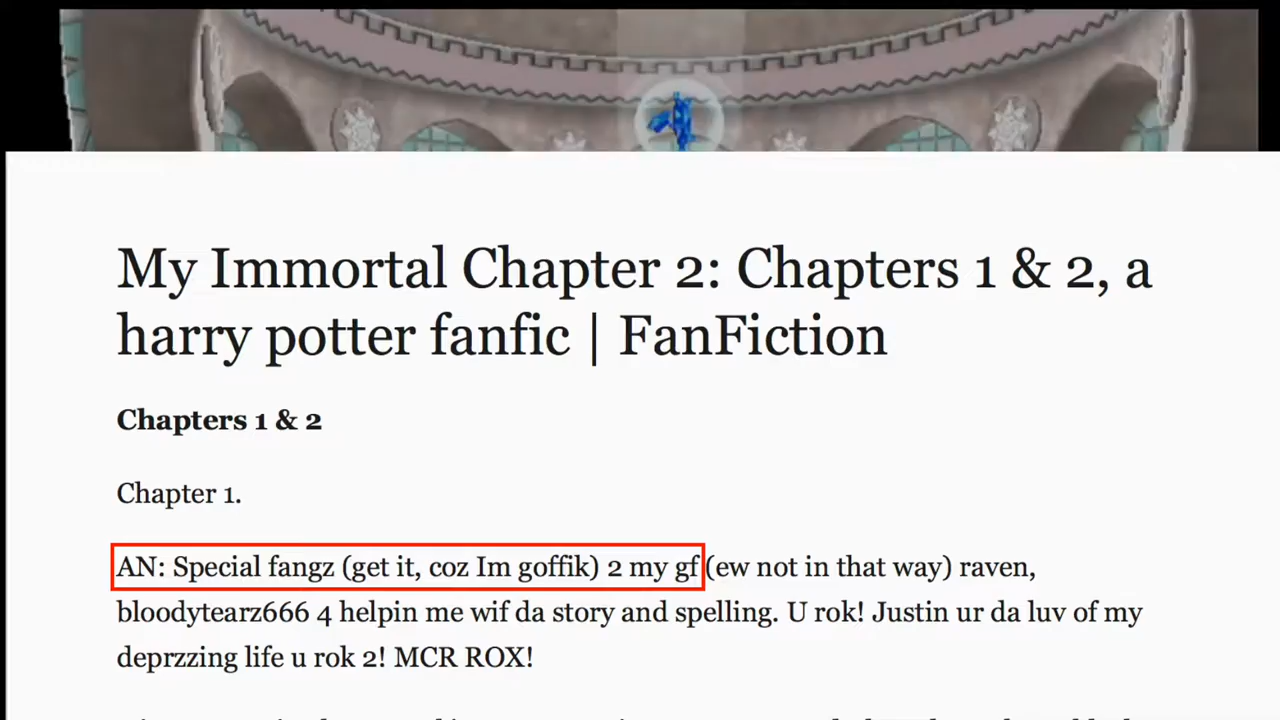 My Immortal Chapter 2: Chapters 1 & 2, a
harry potter fanfic | FanFiction
Chapters 1 & 2
Chapter 1.
AN: Special fangz (get it, coz Im goffik) 2 my gf (ew not in that way) raven,
bloodytearz666 4 helpin me wif da story and spelling. U rok! Justin ur da luv of my
deprzzing life u rok 2! MCR ROX!